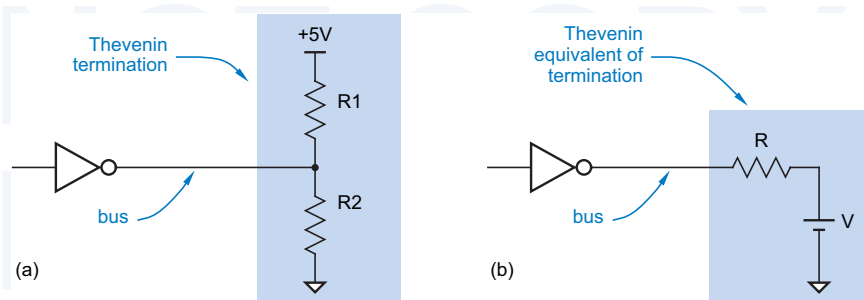 Thevenin
termination
+5V
R1
R2
bus
(a)
Thevenin
equivalent of
termination
R
V
bus
(b)